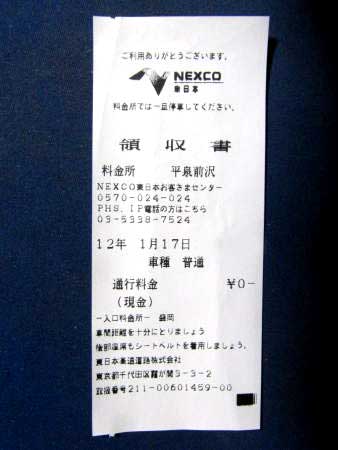 ご利用ありがとうございます。
NEXCO
東日本
料金所では一旦停車してください。
領収書
料金所 平泉前沢
NEXCO東日本お客さまセンター
0570-024-024
PHS、IP電話の方はこちら
03-5338-7524
12年 1月17日
車種 普通
通行料金 ¥0-
(現金)
-入口料金所- 盛岡
車間距離を十分にとりましょう
後部座席もシートベルトを着用しましょう。
東日本高速道路株式会社
東京都千代田区霞が関3-3-2
取扱番号211-00601459-00